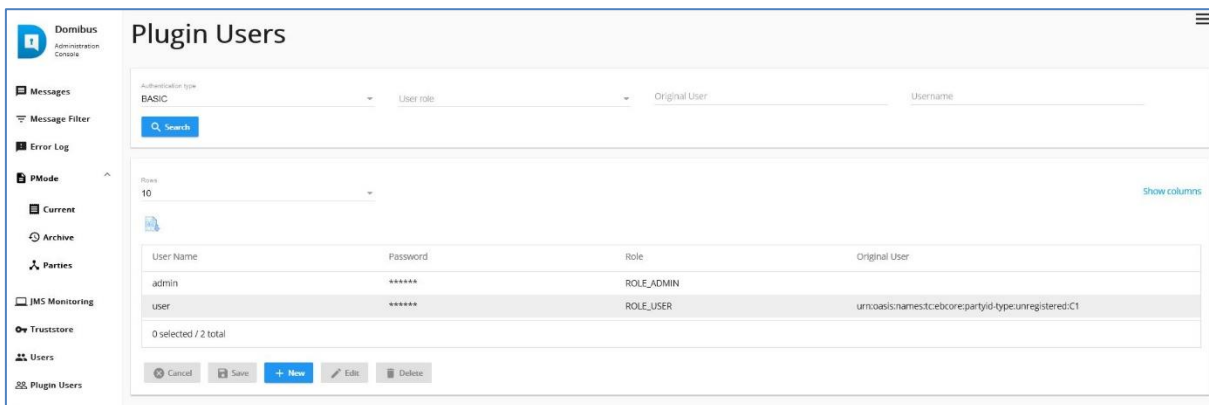 Domibus
Administration
Console
Messages
Message Filter
Error Log
PMode
Current
Archive
Parties
JMS Monitoring
Truststore
Users
Plugin Users
Plugin Users
Authentication type
BASIC
User role
Original User
Username
Search
Rows
10
Show columns
User Name Password Role Original User
admin ****** ROLE_ADMIN
user ****** ROLE_USER urn:oasis:names:tc:ebcore:partyid-type:unregistered:C1
0 selected / 2 total
Cancel Save New Edit Delete